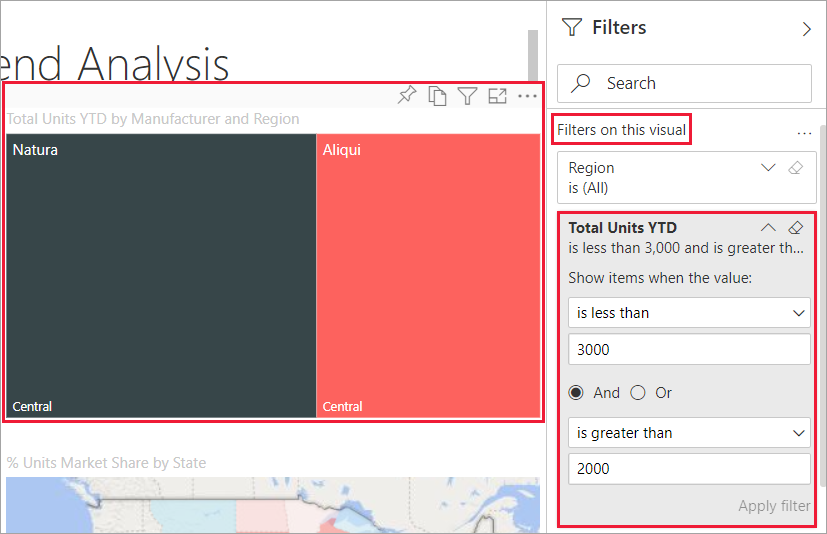 end Analysis
Total Units YTD by Manufacturer and Region
Natura
Aliqui
Central
Central
% Units Market Share by State
Filters
Search
Filters on this visual
Region
is (All)
Total Units YTD
is less than 3,000 and is greater th...
Show items when the value:
is less than
3000
And
Or
is greater than
2000
Apply filter